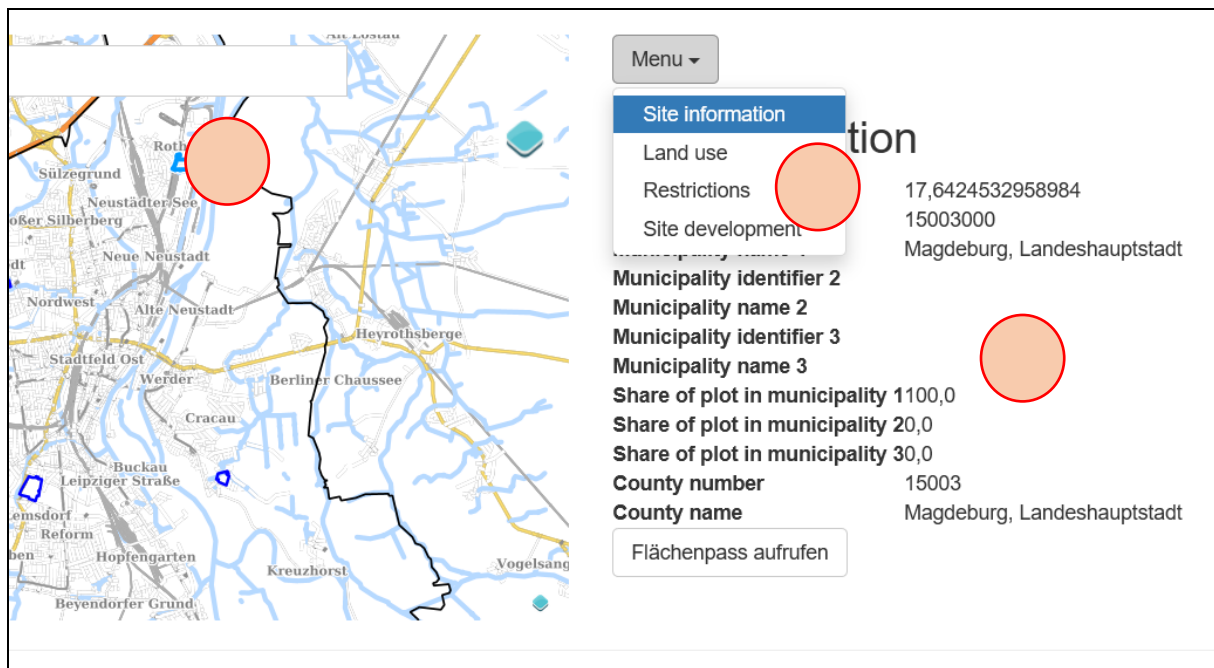 Alt Lostau
Roth
Sülzegrund
Neustädter See
oßer Silberberg
Neue Neustadt
dt
Nordwest
Alte Neustadt
Heyrothsberge
Stadtfeld Ost
Werder
Berliner Chaussee
Cracau
Buckau
Leipziger Straße
emsdorf
Reform
ben
Hopfengarten
Kreuzhorst
Vogelsang
Beyendorfer Grund
Menu
Site information
Land use
Restrictions
Site development
tion
17,6424532958984
15003000
Municipality name 1 Magdeburg, Landeshauptstadt
Municipality identifier 2
Municipality name 2
Municipality identifier 3
Municipality name 3
Share of plot in municipality 1100,0
Share of plot in municipality 20,0
Share of plot in municipality 30,0
County number 15003
County name Magdeburg, Landeshauptstadt
Flächenpass aufrufen